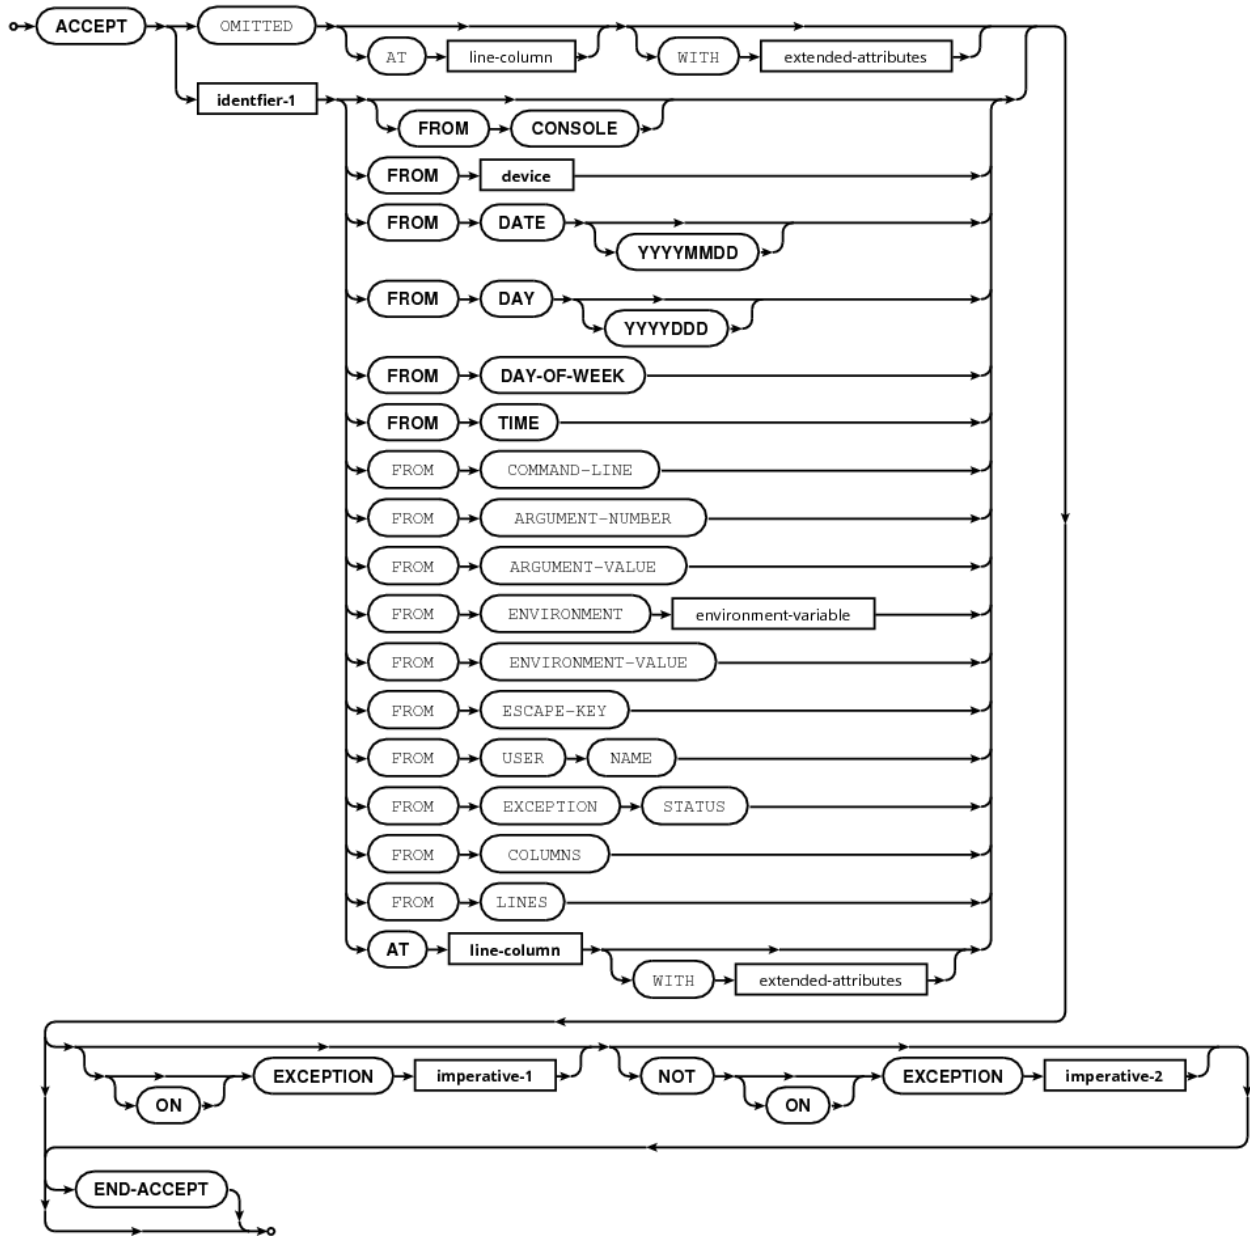 ACCEPT OMITTED
AT line-column WITH extended-attributes
identfier-1
FROM CONSOLE
FROM device
FROM DATE
YYYYMMDD
FROM DAY
YYYYDDD
FROM DAY-OF-WEEK
FROM TIME
FROM COMMAND-LINE
FROM ARGUMENT-NUMBER
FROM ARGUMENT-VALUE
FROM ENVIRONMENT environment-variable
FROM ENVIRONMENT-VALUE
FROM ESCAPE-KEY
FROM USER NAME
FROM EXCEPTION STATUS
FROM COLUMNS
FROM LINES
AT line-column
WITH extended-attributes
EXCEPTION imperative-1 NOT EXCEPTION imperative-2
ON ON
END-ACCEPT